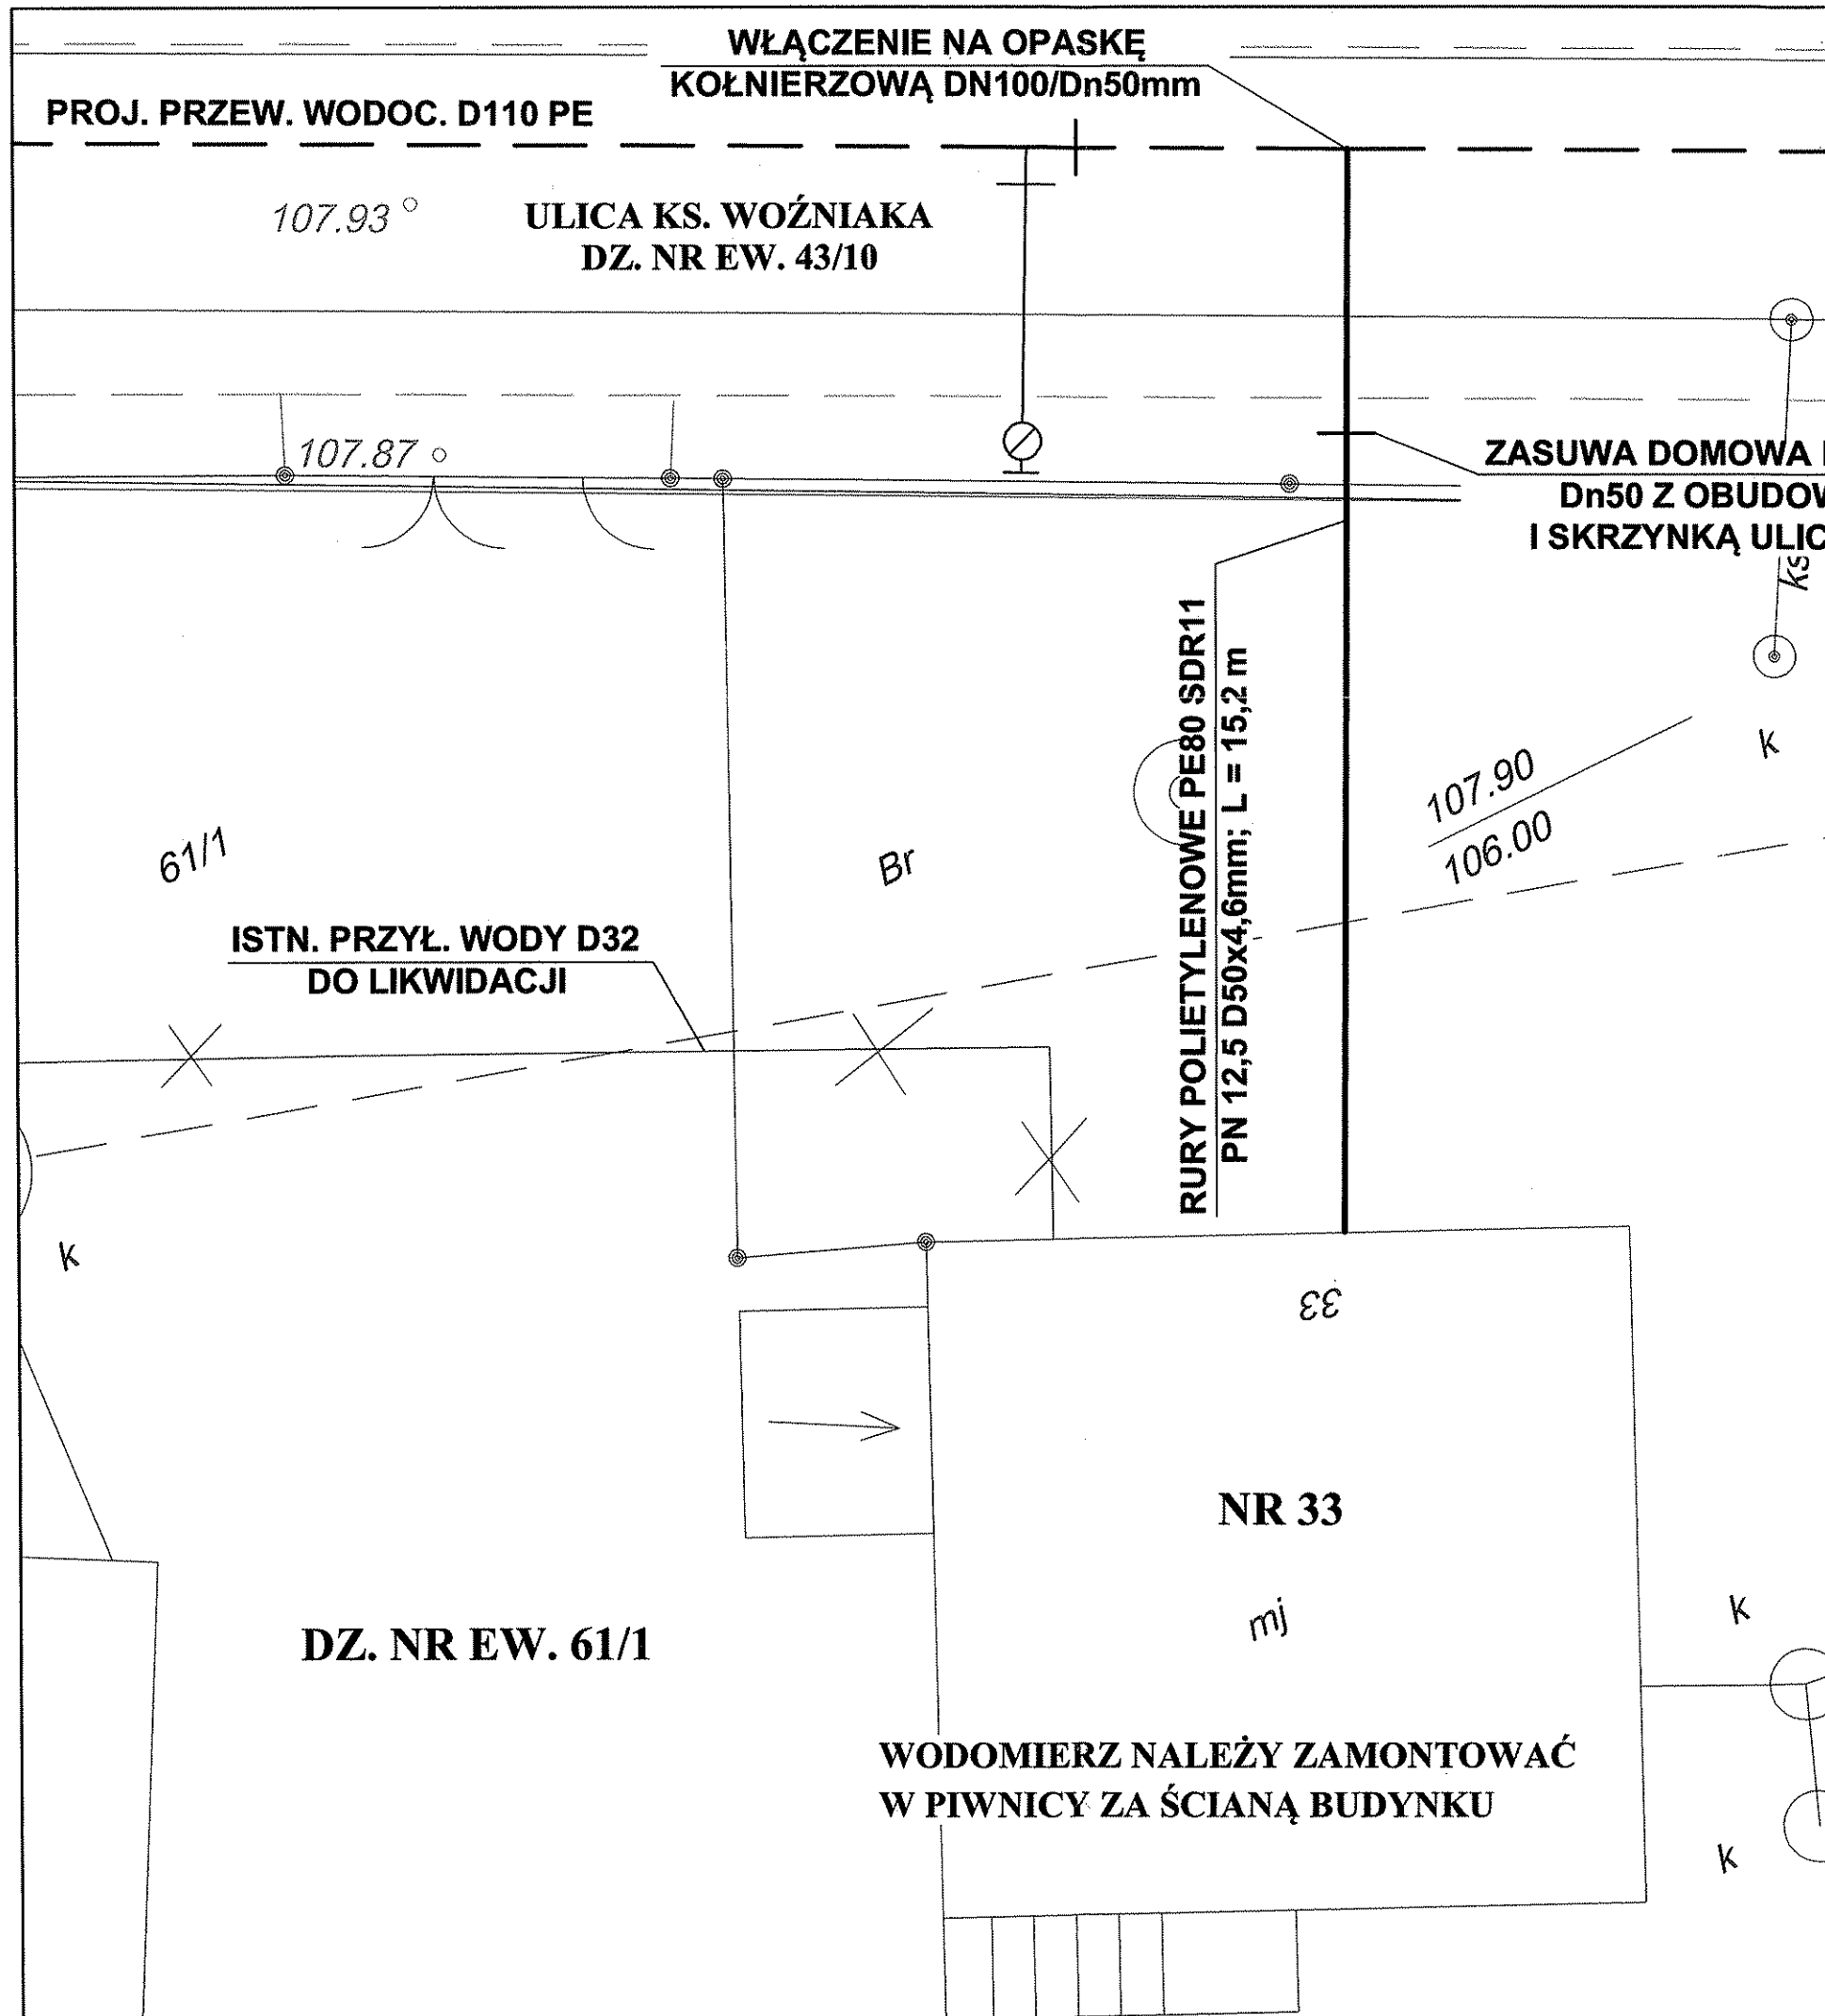 WŁĄCZENIE NA OPASKĘ
KOŁNIERZOWĄ DN100/Dn50mm
PROJ. PRZEW. WODOC. D110 PE
107.93
ULICA KS. WOŹNIAKA
DZ. NR EW. 43/10
107.87
ZASUWA DOMOWA
Dn50 Z OBUDOW
I SKRZYNKĄ ULIC
ks
RURY POLIETYLENOWE PE80 SDR11
PN 12,5 D50x4,6mm; L = 15,2 m
k
107.90
106.00
61/1
Br
ISTN. PRZYŁ. WODY D32
DO LIKWIDACJI
k
33
NR 33
mj
k
DZ. NR EW. 61/1
WODOMIERZ NALEŻY ZAMONTOWAĆ
W PIWNICY ZA ŚCIANĄ BUDYNKU
k